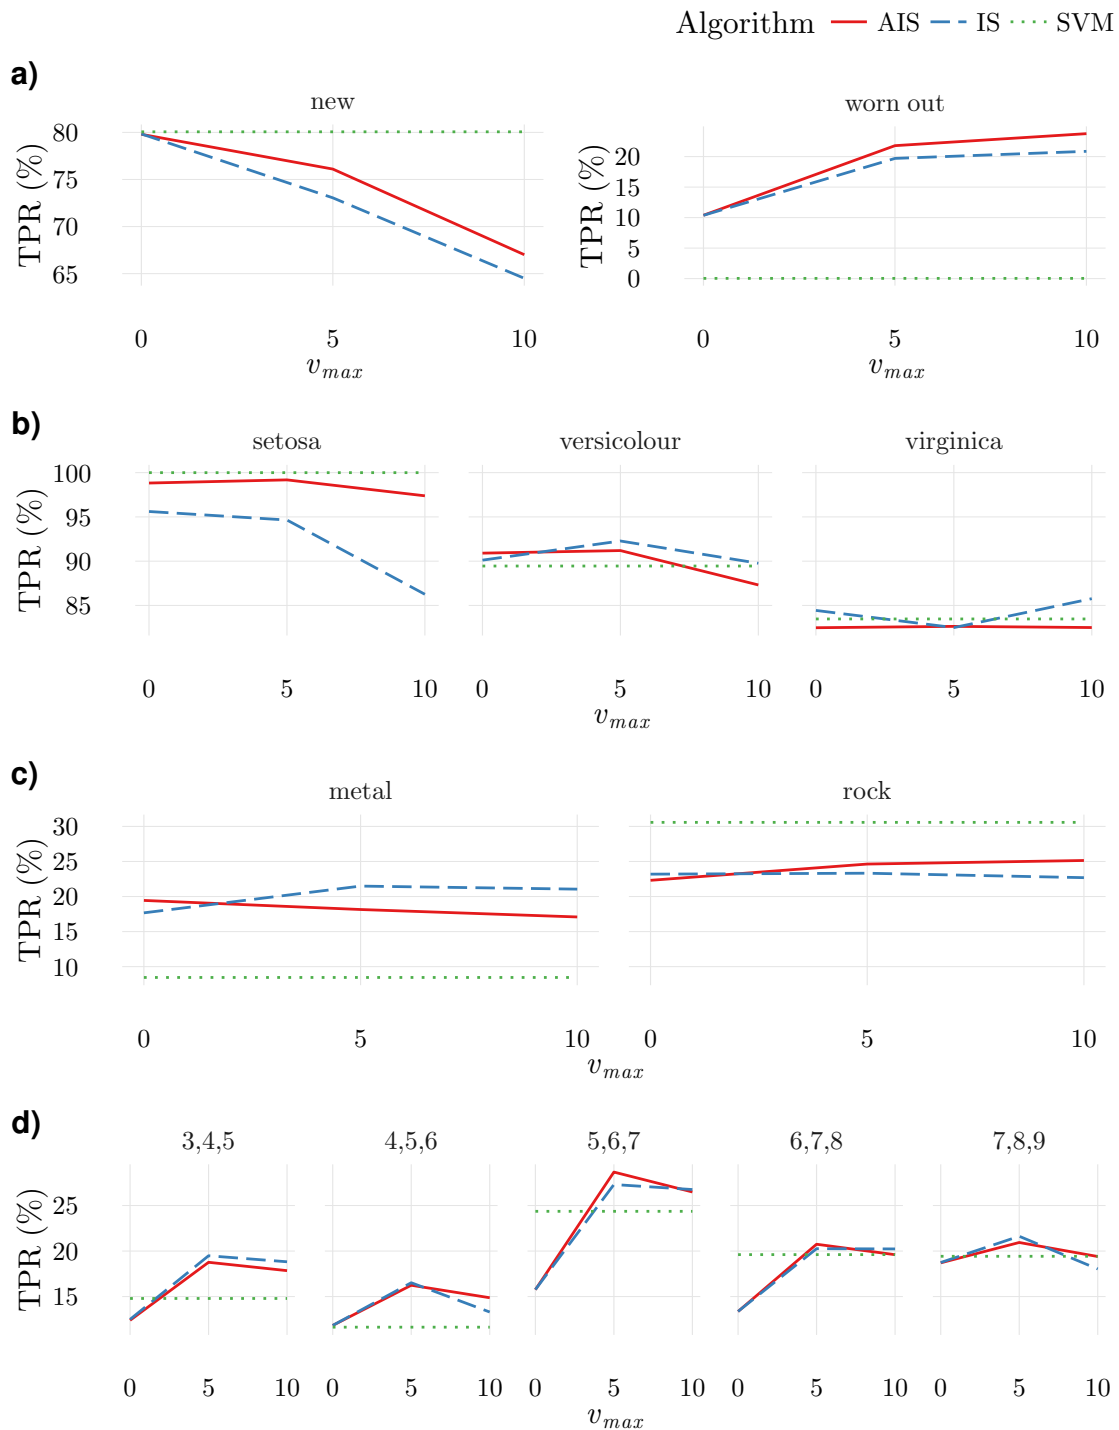 Algorithm AIS IS SVM
a)
new worn out
TPR (%)
80
75
70
65
0 5 10
v_max
TPR (%)
20
15
10
5
0
0 5 10
v_max
b)
setosa versicolour virginica
TPR (%)
100
95
90
85
0 5 10 0 5 10 0 5 10
v_max
c)
metal rock
TPR (%)
30
25
20
15
10
0 5 10 0 5 10
v_max
d)
3,4,5 4,5,6 5,6,7 6,7,8 7,8,9
TPR (%)
25
20
15
0 5 10 0 5 10 0 5 10 0 5 10 0 5 10
v_max